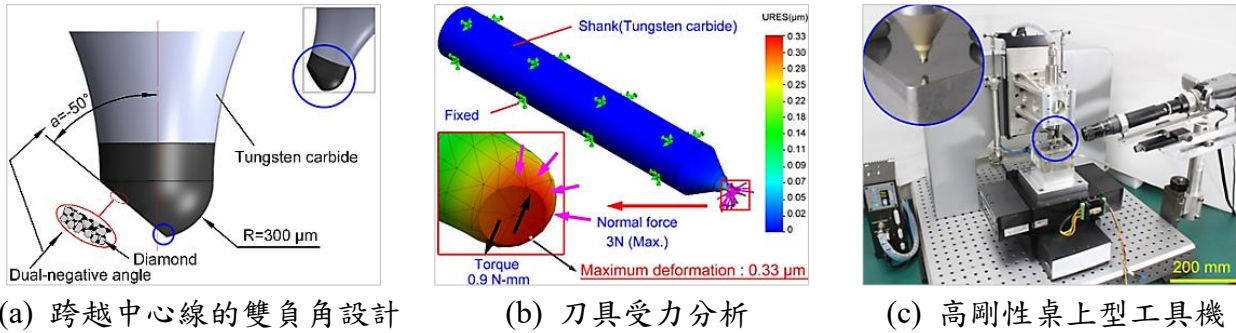 a=-50°
Tungsten carbide
R=300 μm
Diamond
Dual-negative angle
(a) 跨越中心線的雙負角設計
Shank(Tungsten carbide)
Fixed
URES(μm)
0.33
0.30
0.28
0.25
0.22
0.19
0.17
0.14
0.11
0.08
0.05
0.02
0
Normal force
3N (Max.)
Torque
0.9 N-mm
Maximum deformation : 0.33 μm
(b) 刀具受力分析
200 mm
(c) 高剛性桌上型工具機